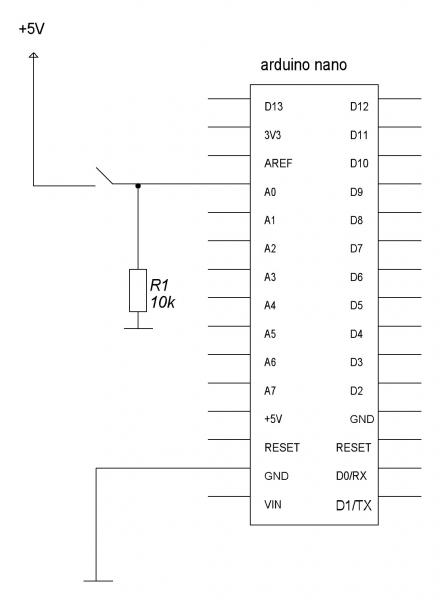 +5V
arduino nano
D13 D12
3V3 D11
AREF D10
A0 D9
A1 D8
A2 D7
A3 D6
R1
10k
A4 D5
A5 D4
A6 D3
A7 D2
+5V GND
RESET RESET
GND D0/RX
VIN D1/TX